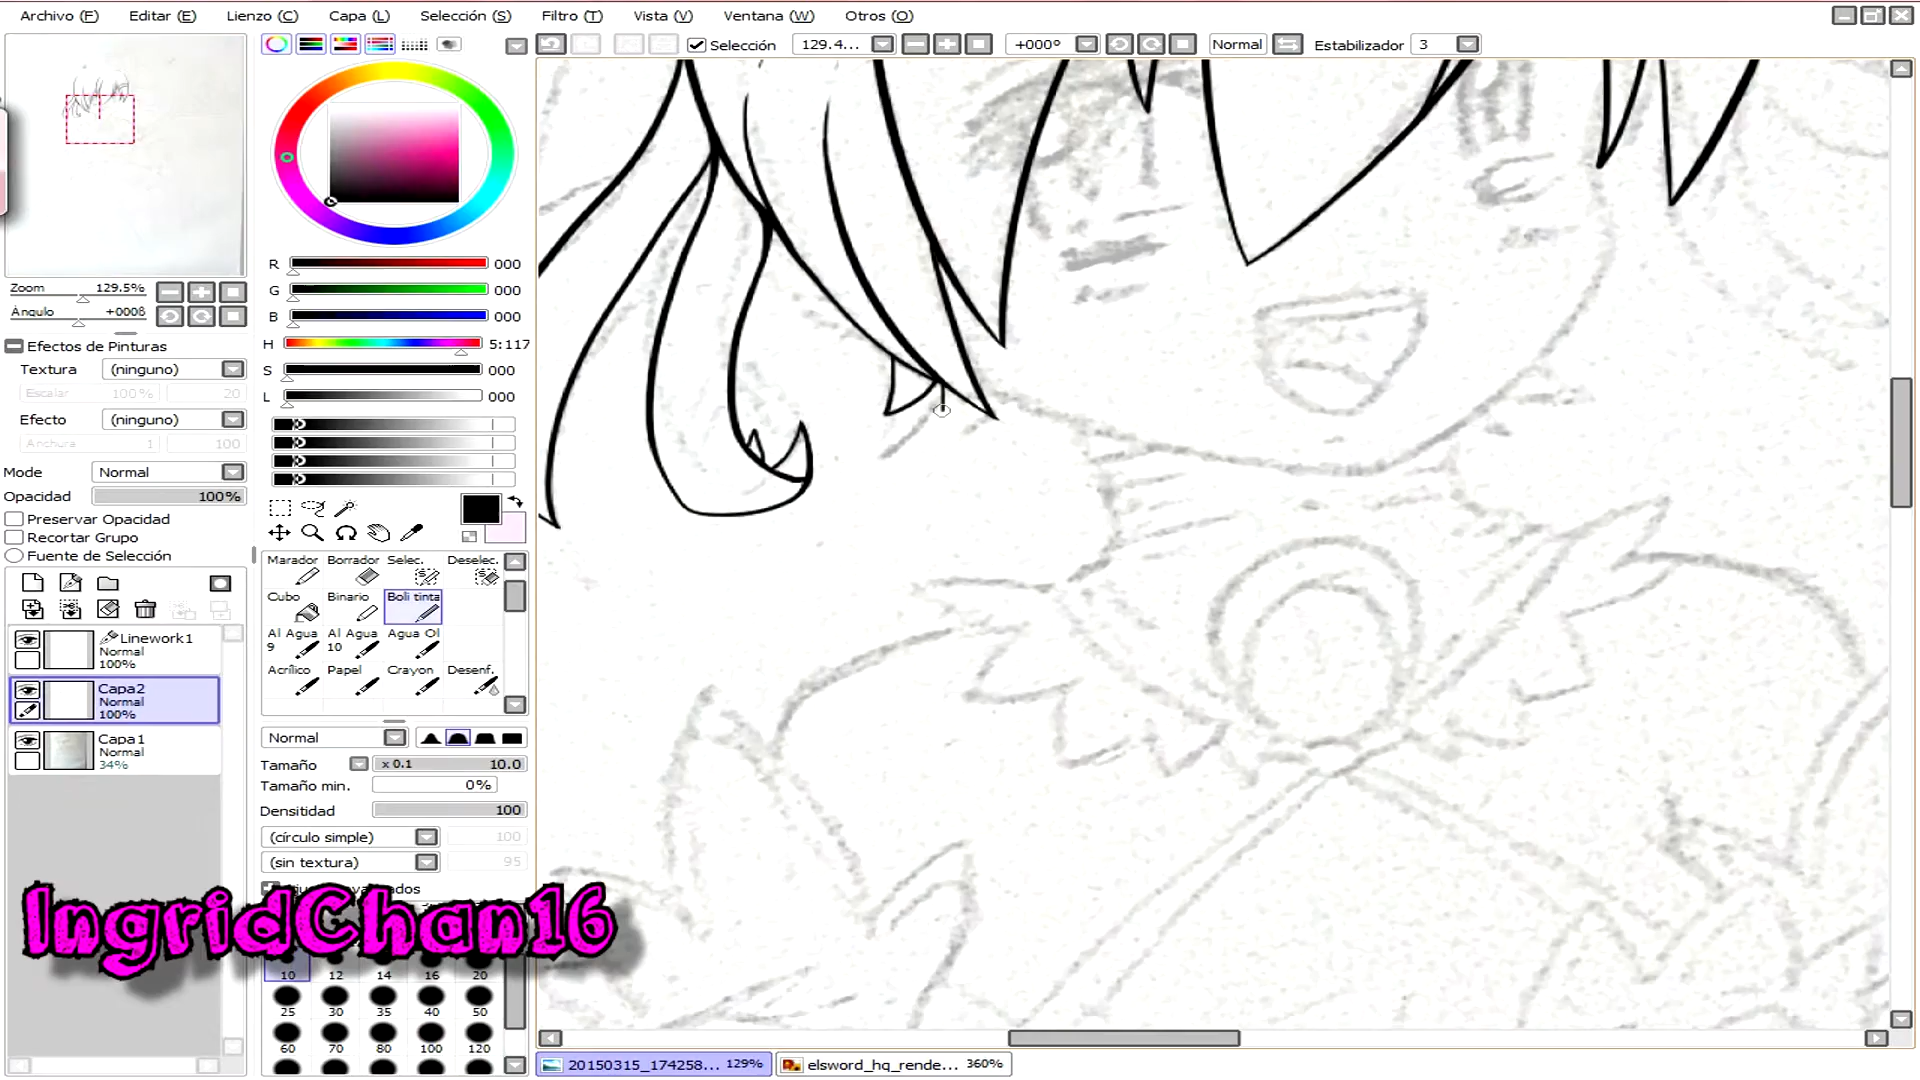 Archivo (F) Editar (E) Lienzo (C) Capa (L) Selección (S) Filtro (T) Vista (V) Ventana (W) Otros (O)
Selección 129.4... +000° Normal Estabilizador 3
Zoom 129.5%
Ángulo +000ß
Efectos de Pinturas
Textura (ninguno)
Escalar 100% 20
Efecto (ninguno)
Anchura 1 100
Mode Normal
Opacidad 100%
Preservar Opacidad
Recortar Grupo
Fuente de Selección
Linework1
Normal
100%
Capa2
Normal
100%
Capa1
Normal
34%
R 000
G 000
B 000
H 5:117
S 000
L 000
Marador Borrador Selec. Deselec.
Cubo Binario Boli tinta
Al Agua 9 Al Agua 10 Agua Ol
Acrílico Papel Crayon Desenf.
Normal
Tamaño x 0.1 10.0
Tamaño min. 0%
Densitidad 100
(círculo simple) 100
(sin textura) 95
IngridChan16
10 12 14 16 20
25 30 35 40 50
60 70 80 100 120
20150315_174258... 129% elsword_hq_rende... 360%